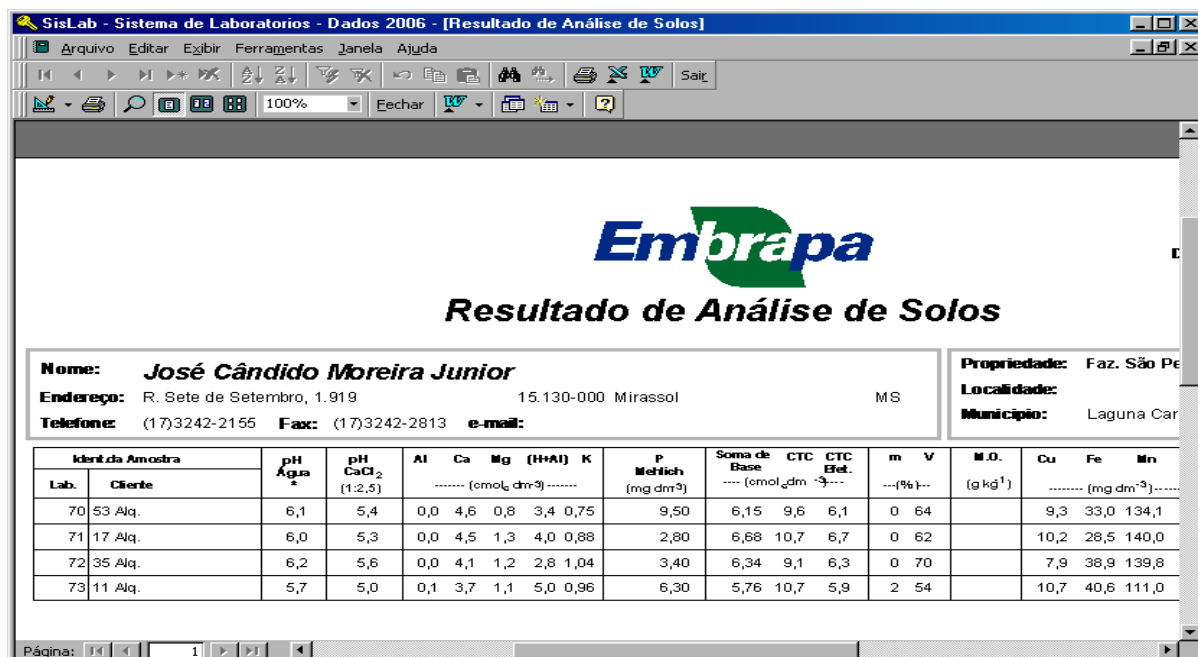 SisLab - Sistema de Laboratorios - Dados 2006 - [Resultado de Análise de Solos]
Arquivo Editar Exibir Ferramentas Janela Ajuda
Sair
100% Fechar
Embrapa
Resultado de Análise de Solos
Nome: José Cândido Moreira Junior
Endereço: R. Sete de Setembro, 1.919 15.130-000 Mirassol MS
Telefone: (17)3242-2155 Fax: (17)3242-2813 e-mail:
Propriedade: Faz. São Pe
Localidade:
Municipio: Laguna Car
Ident.da Amostra pH Água * pH CaCl2 (1:2,5) Al Ca Mg (H+Al) K P Mehlich Soma de Base CTC CTC Efet. m V M.O. Cu Fe Mn
Lab. Cliente ------- (cmolc dm-3) ------- (mg dm-3) ---- (cmolc dm -3)---- ---(%)--- (g kg-1) -------- (mg dm-3)------
70 53 Alq. 6,1 5,4 0,0 4,6 0,8 3,4 0,75 9,50 6,15 9,6 6,1 0 64 9,3 33,0 134,1
71 17 Alq. 6,0 5,3 0,0 4,5 1,3 4,0 0,88 2,80 6,68 10,7 6,7 0 62 10,2 28,5 140,0
72 35 Alq. 6,2 5,6 0,0 4,1 1,2 2,8 1,04 3,40 6,34 9,1 6,3 0 70 7,9 38,9 139,8
73 11 Alq. 5,7 5,0 0,1 3,7 1,1 5,0 0,96 6,30 5,76 10,7 5,9 2 54 10,7 40,6 111,0
Página: 1